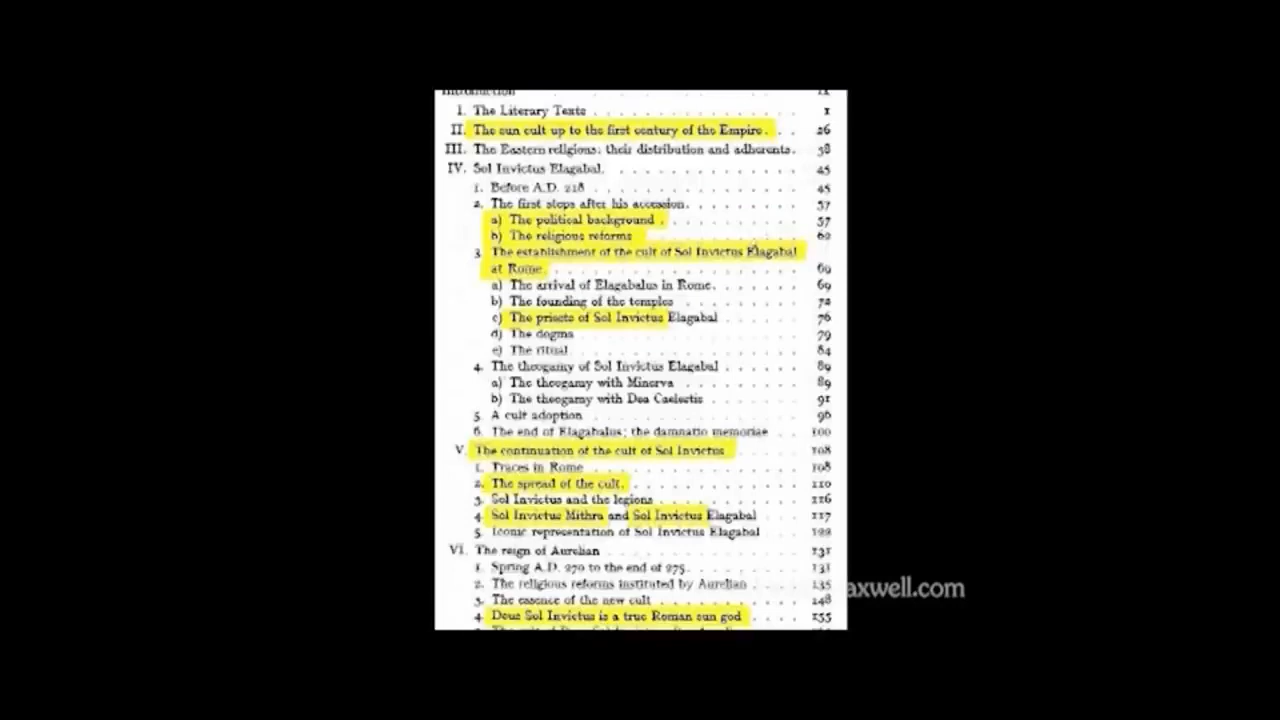 Introduction . . . . . . . . IX
I. The Literary Texts . . . . . . . . 1
II. The sun cult up to the first century of the Empire. . . 26
III. The Eastern religions: their distribution and adherents. 38
IV. Sol Invictus Elagabal. . . . . . . . 45
1. Before A.D. 218 . . . . . . . . 45
2. The first steps after his accession. . . . . . . . 57
a) The political background . . . . . . . . 57
b) The religious reforms . . . . . . . . 62
3. The establishment of the cult of Sol Invictus Elagabal
at Rome. . . . . . . . 69
a) The arrival of Elagabalus in Rome. . . . . . 69
b) The founding of the temples . . . . . . . 72
c) The priests of Sol Invictus Elagabal . . . . . 76
d) The dogma . . . . . . . . 79
e) The ritual . . . . . . . . 84
4. The theogamy of Sol Invictus Elagabal . . . . . 89
a) The theogamy with Minerva . . . . . . . 89
b) The theogamy with Dea Caelestis . . . . . . 91
5. A cult adoption . . . . . . . . 96
6. The end of Elagabalus; the damnatio memoriae . . 100
V. The continuation of the cult of Sol Invictus . . . . 108
1. Traces in Rome . . . . . . . . 108
2. The spread of the cult. . . . . . . . 110
3. Sol Invictus and the legions . . . . . . . 116
4. Sol Invictus Mithra and Sol Invictus Elagabal . . 117
5. Iconic representation of Sol Invictus Elagabal . . 122
VI. The reign of Aurelian . . . . . . . . 131
1. Spring A.D. 270 to the end of 275. . . . . . . 131
2. The religious reforms instituted by Aurelian . . . 135
axwell.com
3. The essence of the new cult . . . . . . . 148
4. Deus Sol Invictus is a true Roman sun god . . . 155